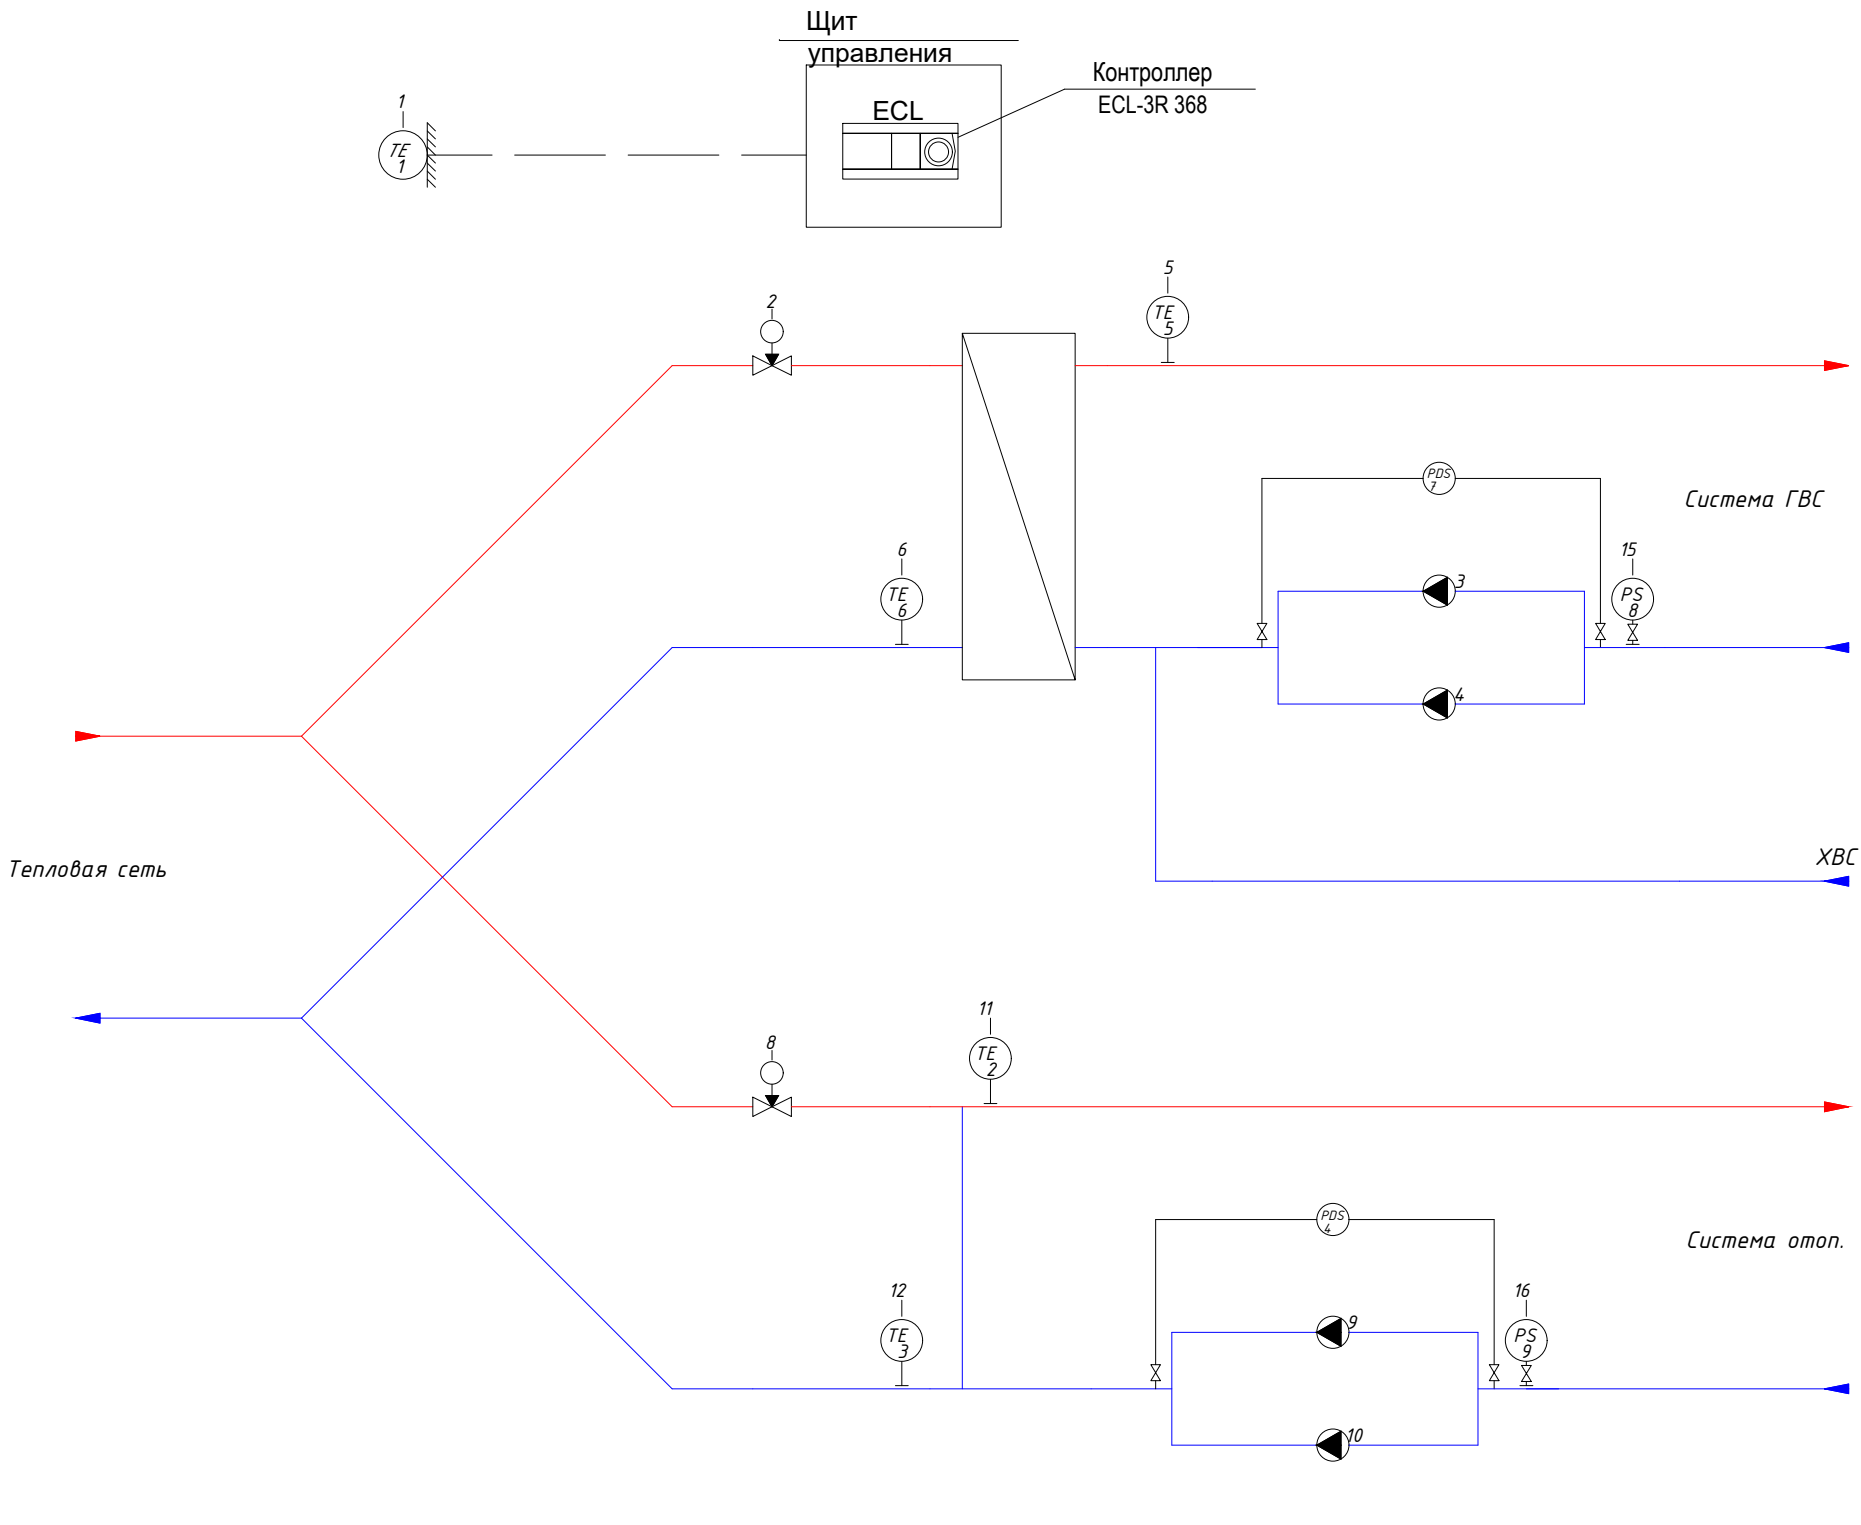 Щит
управления
Контроллер
ECL-3R 368
ECL
1
TE
1
5
TE
5
2
PDS
7
Система ГВС
6
TE
6
3
15
PS
8
4
ХВС
Тепловая сеть
11
TE
2
8
PDS
4
Система отоп.
12
TE
3
9
16
PS
9
10